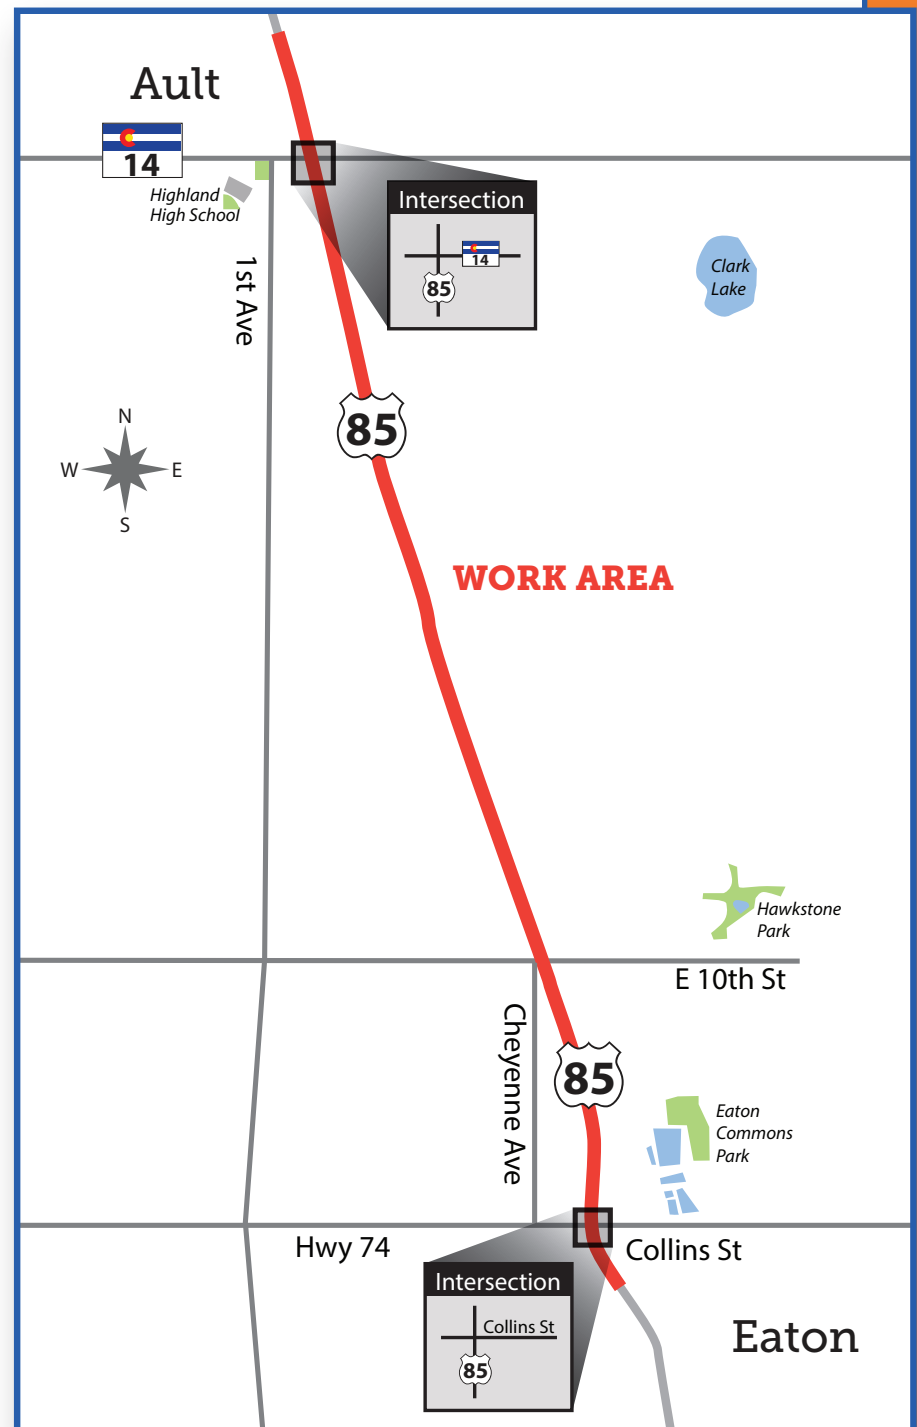 Ault
14
Highland
High School
Intersection
14
85
1st Ave
Clark
Lake
N
W
E
S
85
WORK AREA
Hawkstone
Park
E 10th St
Cheyenne Ave
85
Eaton
Commons
Park
Hwy 74
Collins St
Intersection
Collins St
85
Eaton